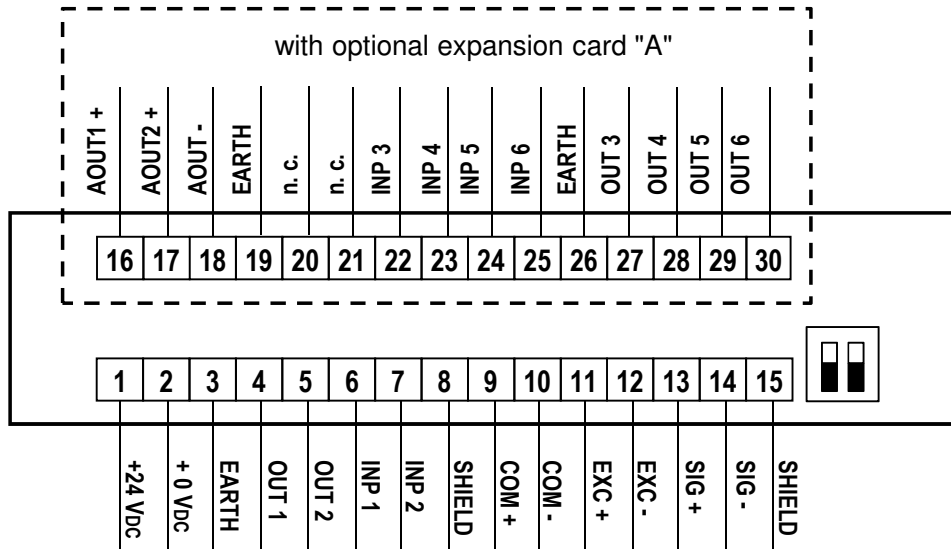 with optional expansion card "A"
AOUT1 +
AOUT2 +
AOUT -
EARTH
n. c.
n. c.
INP 3
INP 4
INP 5
INP 6
EARTH
OUT 3
OUT 4
OUT 5
OUT 6
16 17 18 19 20 21 22 23 24 25 26 27 28 29 30
1 2 3 4 5 6 7 8 9 10 11 12 13 14 15
+24 VDC
+ 0 VDC
EARTH
OUT 1
OUT 2
INP 1
INP 2
SHIELD
COM +
COM -
EXC +
EXC -
SIG +
SIG -
SHIELD